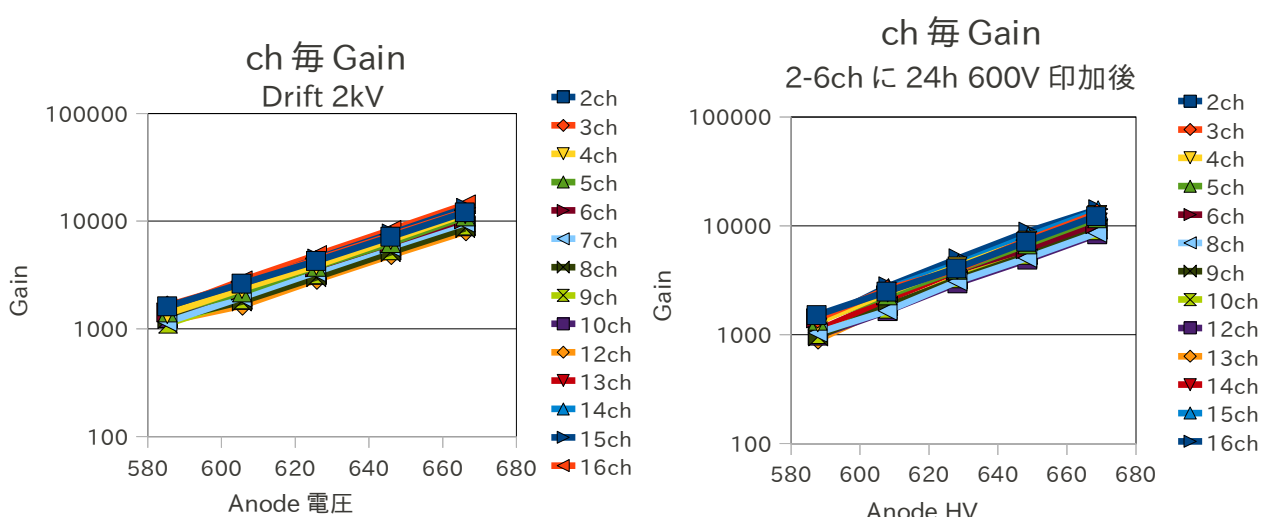 ch 毎 Gain
Drift 2kV
100000
10000
1000
100
580
600
620
640
660
680
Gain
Anode 電圧
2ch
3ch
4ch
5ch
6ch
7ch
8ch
9ch
10ch
12ch
13ch
14ch
15ch
16ch
ch 毎 Gain
2-6ch に 24h 600V 印加後
100000
10000
1000
100
580
600
620
640
660
680
Gain
Anode HV
2ch
3ch
4ch
5ch
6ch
8ch
9ch
10ch
12ch
13ch
14ch
15ch
16ch